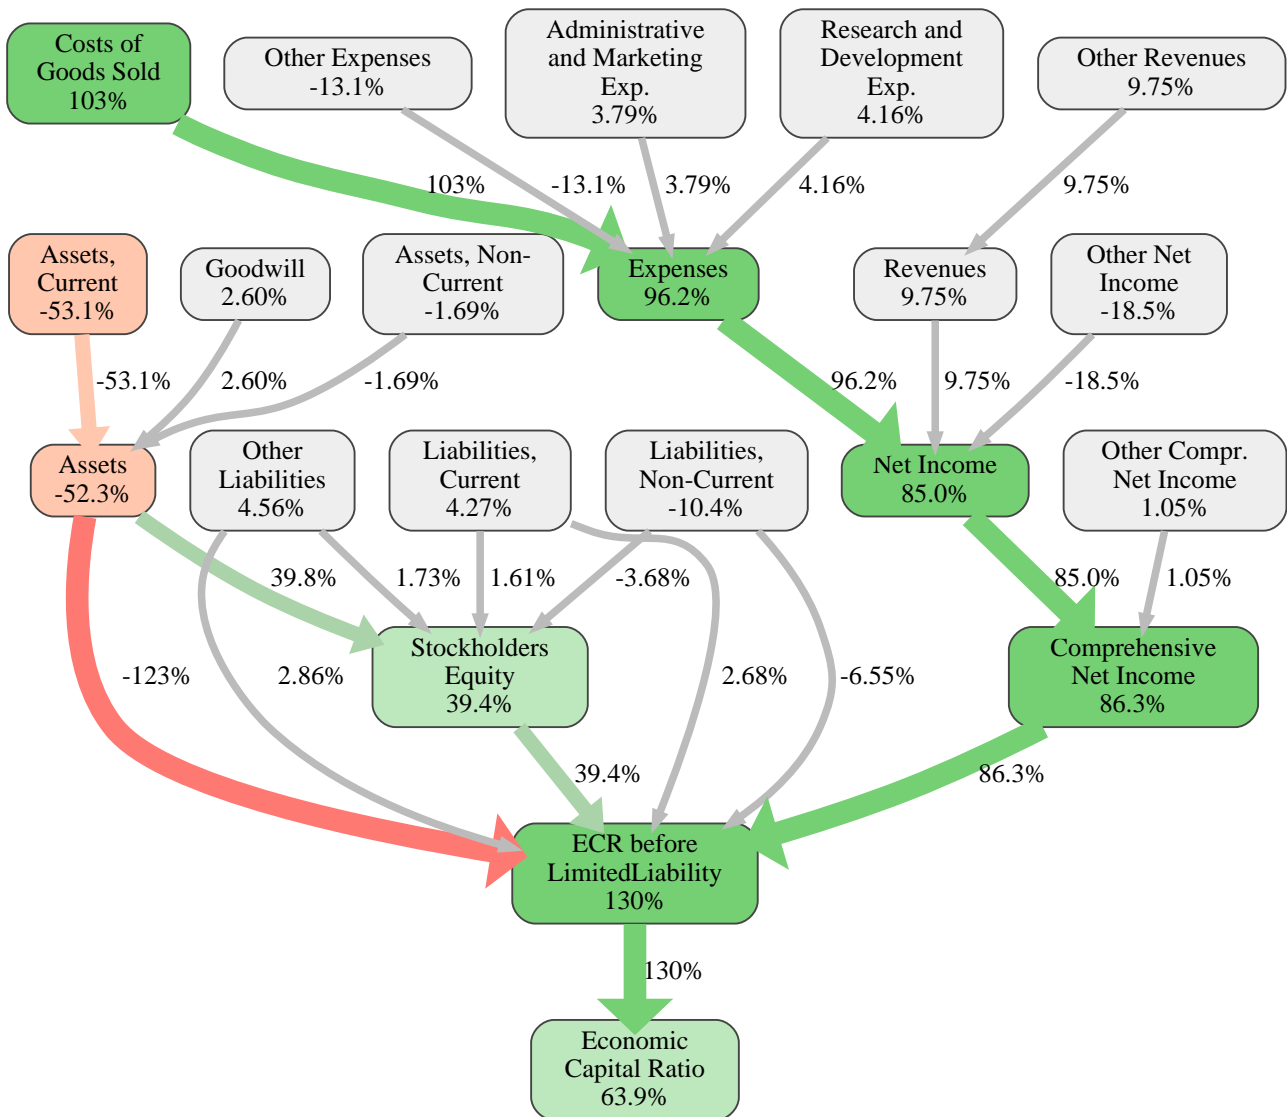 Costs of
Goods Sold
103%
Other Expenses
-13.1%
Administrative
and Marketing
Exp.
3.79%
Research and
Development
Exp.
4.16%
Other Revenues
9.75%
103%
-13.1%
3.79%
4.16%
9.75%
Assets,
Current
-53.1%
Goodwill
2.60%
Assets, Non-
Current
-1.69%
Expenses
96.2%
Revenues
9.75%
Other Net
Income
-18.5%
-53.1%
2.60%
-1.69%
96.2%
9.75%
-18.5%
Assets
-52.3%
Other
Liabilities
4.56%
Liabilities,
Current
4.27%
Liabilities,
Non-Current
-10.4%
Net Income
85.0%
Other Compr.
Net Income
1.05%
39.8%
1.73%
1.61%
-3.68%
85.0%
1.05%
-123%
2.86%
Stockholders
Equity
39.4%
2.68%
-6.55%
Comprehensive
Net Income
86.3%
39.4%
86.3%
ECR before
LimitedLiability
130%
130%
Economic
Capital Ratio
63.9%